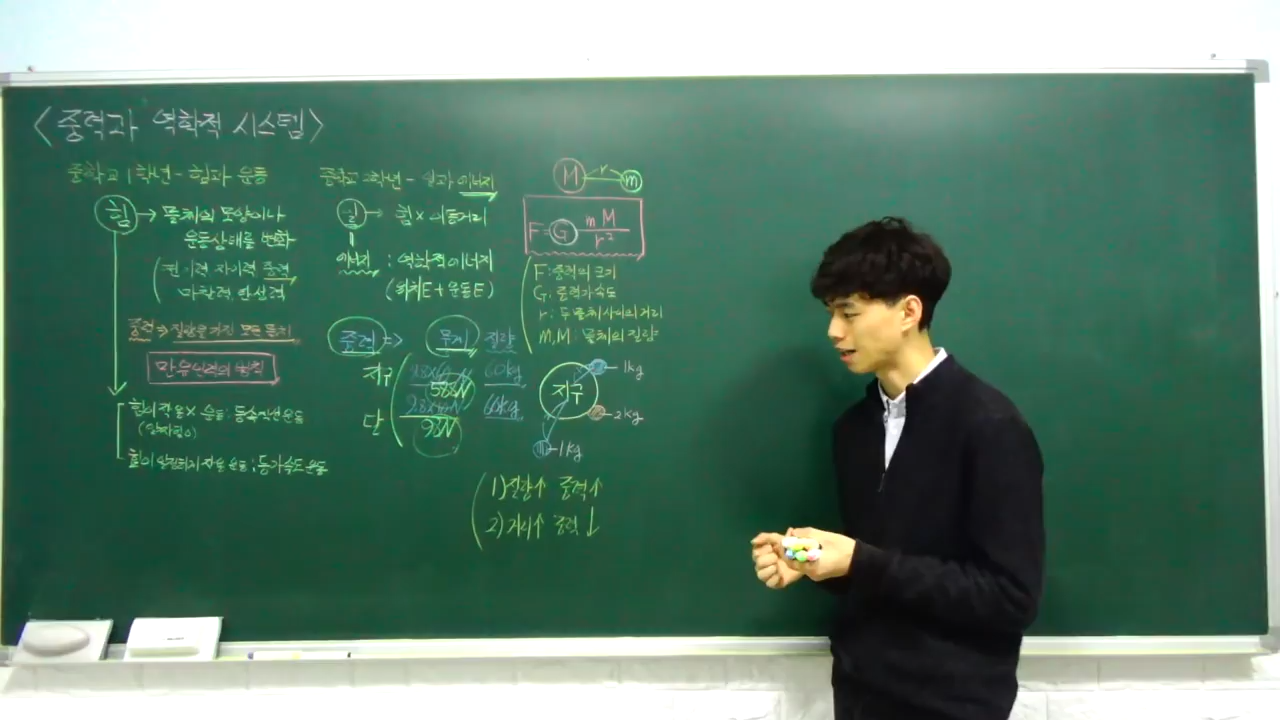 <중력과 역학적 시스템>
중학교 1학년 - 힘과 운동
힘 → 물체의 모양이나
운동상태를 변화
전기력 자기력 중력
마찰력, 탄성력
중력 → 질량을 가진 모든 물체
만유인력의 법칙
힘이 작용 X 운동 : 등속직선운동
힘이 일정하게 작용 운동 : 등가속도 운동
중학교 2학년 - 일과 에너지
일 → 힘 × 이동거리
에너지 : 역학적에너지
(위치E + 운동E)
중력 => 무게 질량
지구 9.8×60N 60kg
588N
60kg
달 98N
M r m
F = G mM / r²
F : 중력의 크기
G : 중력가속도
r : 두 물체 사이의 거리
m, M : 물체의 질량
지구 1kg
2kg
1kg
1) 질량↑ 중력↑
2) 거리↑ 중력↓